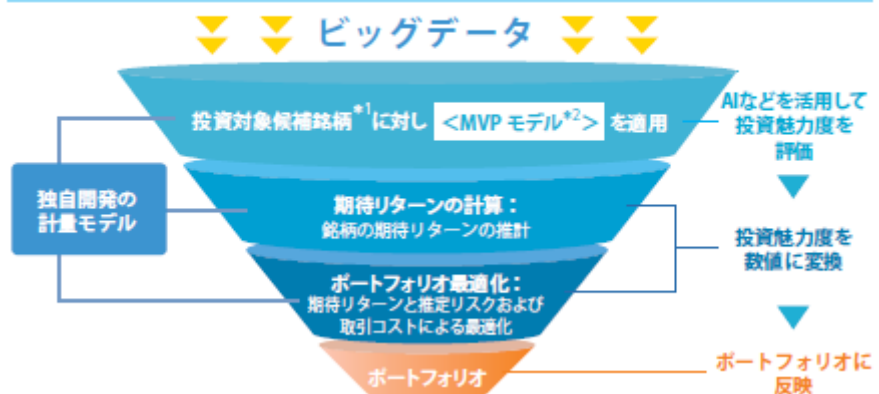 ビッグデータ
投資対象候補銘柄*1に対し <MVP モデル*2> を適用
AIなどを活用して
投資魅力度を
評価
独自開発の
計量モデル
期待リターンの計算：
銘柄の期待リターンの推計
投資魅力度を
数値に変換
ポートフォリオ最適化：
期待リターンと推定リスクおよび
取引コストによる最適化
ポートフォリオ
ポートフォリオに
反映